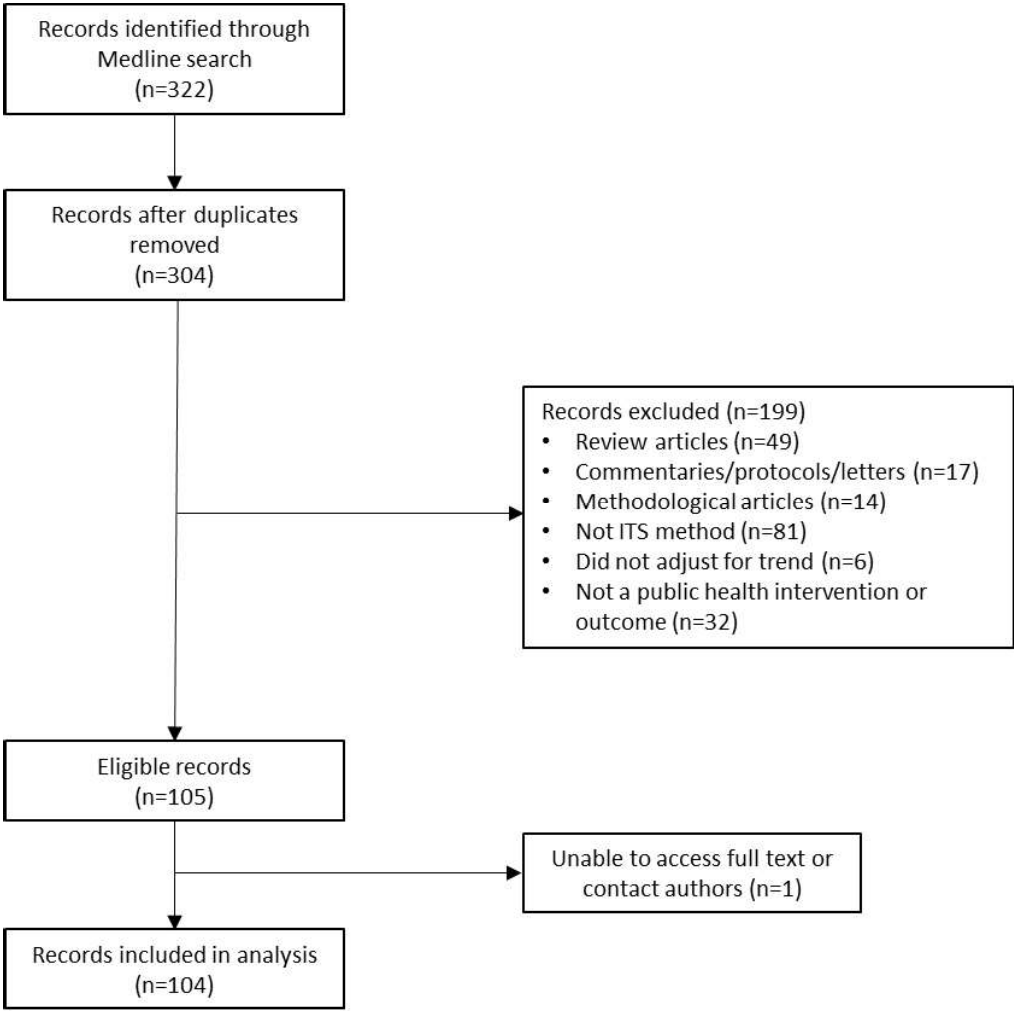 Records identified through
Medline search
(n=322)
Records after duplicates
removed
(n=304)
Records excluded (n=199)
• Review articles (n=49)
• Commentaries/protocols/letters (n=17)
• Methodological articles (n=14)
• Not ITS method (n=81)
• Did not adjust for trend (n=6)
• Not a public health intervention or
outcome (n=32)
Eligible records
(n=105)
Unable to access full text or
contact authors (n=1)
Records included in analysis
(n=104)